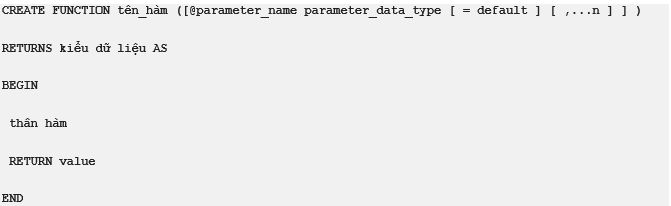 CREATE FUNCTION tên_hàm ([@parameter_name parameter_data_type [ = default ] [ ,...n ] ] )
RETURNS kiểu dữ liệu AS
BEGIN
thân hàm
RETURN value
END